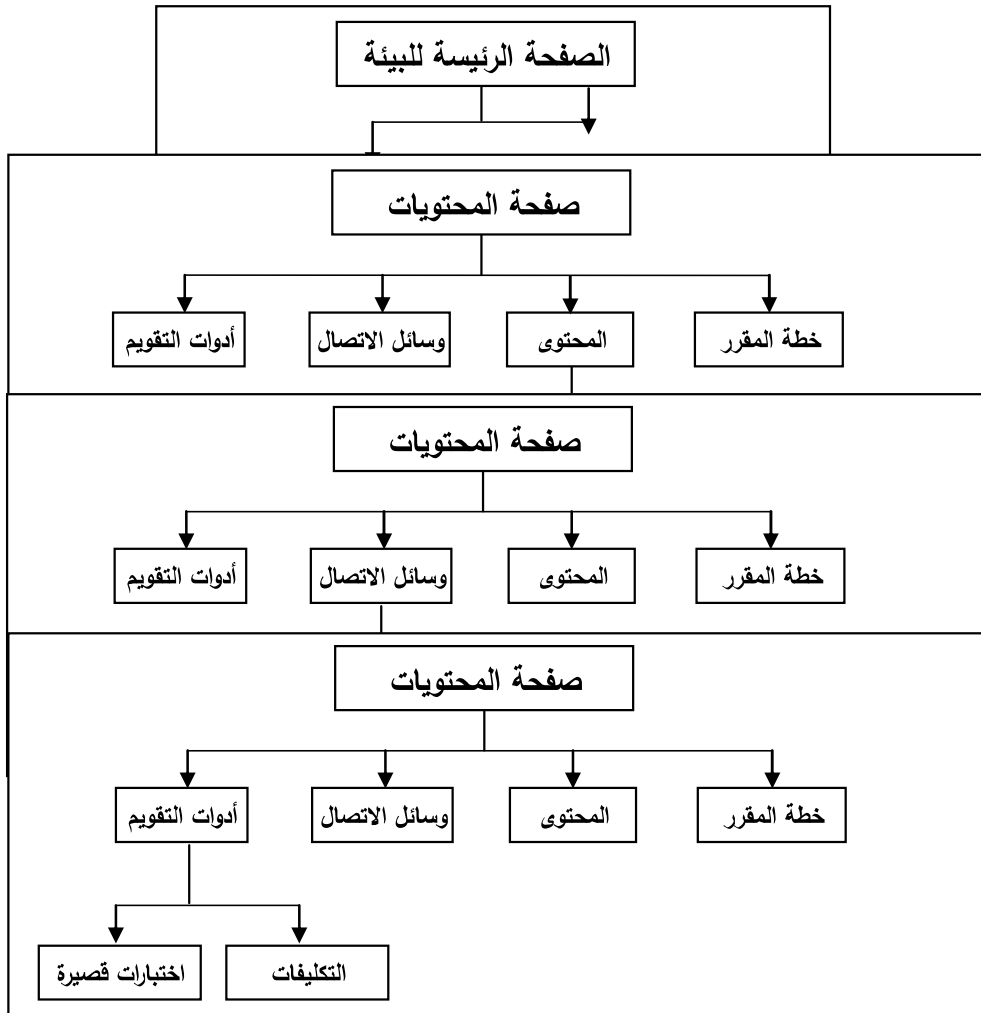 الصفحة الرئيسة للبيئة
صفحة المحتويات
خطة المقرر
المحتوى
وسائل الاتصال
أدوات التقويم
صفحة المحتويات
خطة المقرر
المحتوى
وسائل الاتصال
أدوات التقويم
صفحة المحتويات
خطة المقرر
المحتوى
وسائل الاتصال
أدوات التقويم
التكليفات
اختبارات قصيرة